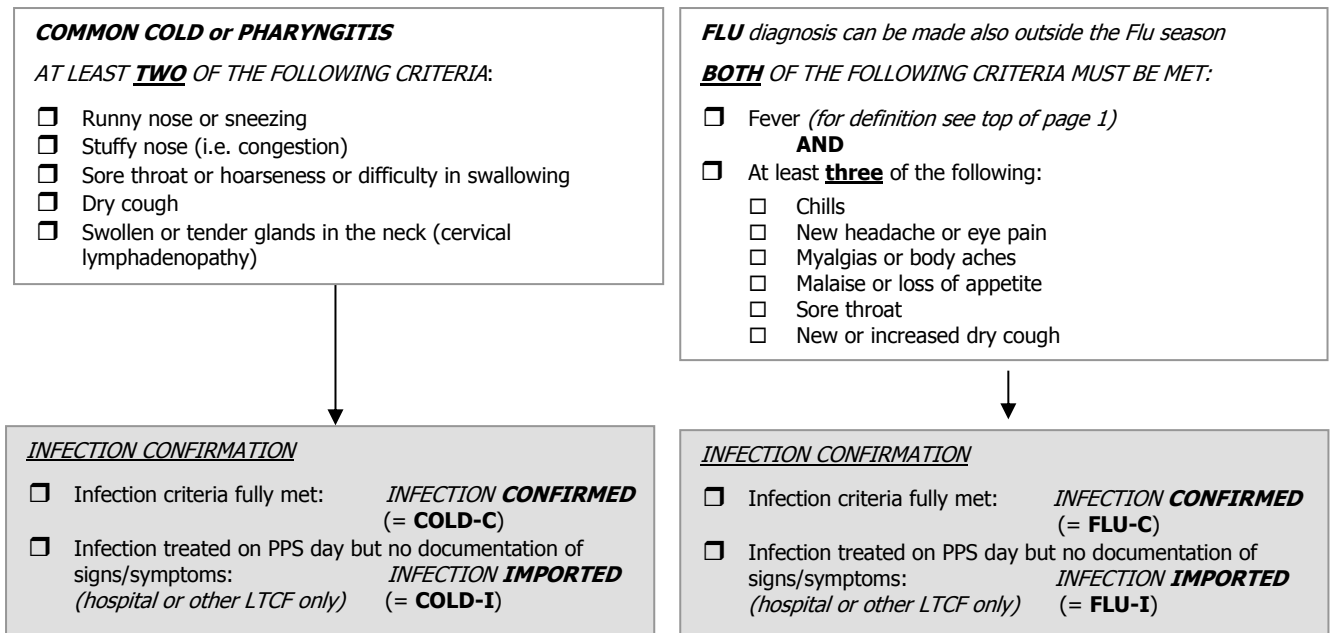 COMMON COLD or PHARYNGITIS
AT LEAST TWO OF THE FOLLOWING CRITERIA:
Runny nose or sneezing
Stuffy nose (i.e. congestion)
Sore throat or hoarseness or difficulty in swallowing
Dry cough
Swollen or tender glands in the neck (cervical
lymphadenopathy)
INFECTION CONFIRMATION
Infection criteria fully met: INFECTION CONFIRMED
(= COLD-C)
Infection treated on PPS day but no documentation of
signs/symptoms: INFECTION IMPORTED
(hospital or other LTCF only) (= COLD-I)
FLU diagnosis can be made also outside the Flu season
BOTH OF THE FOLLOWING CRITERIA MUST BE MET:
Fever (for definition see top of page 1)
AND
At least three of the following:
Chills
New headache or eye pain
Myalgias or body aches
Malaise or loss of appetite
Sore throat
New or increased dry cough
INFECTION CONFIRMATION
Infection criteria fully met: INFECTION CONFIRMED
(= FLU-C)
Infection treated on PPS day but no documentation of
signs/symptoms: INFECTION IMPORTED
(hospital or other LTCF only) (= FLU-I)